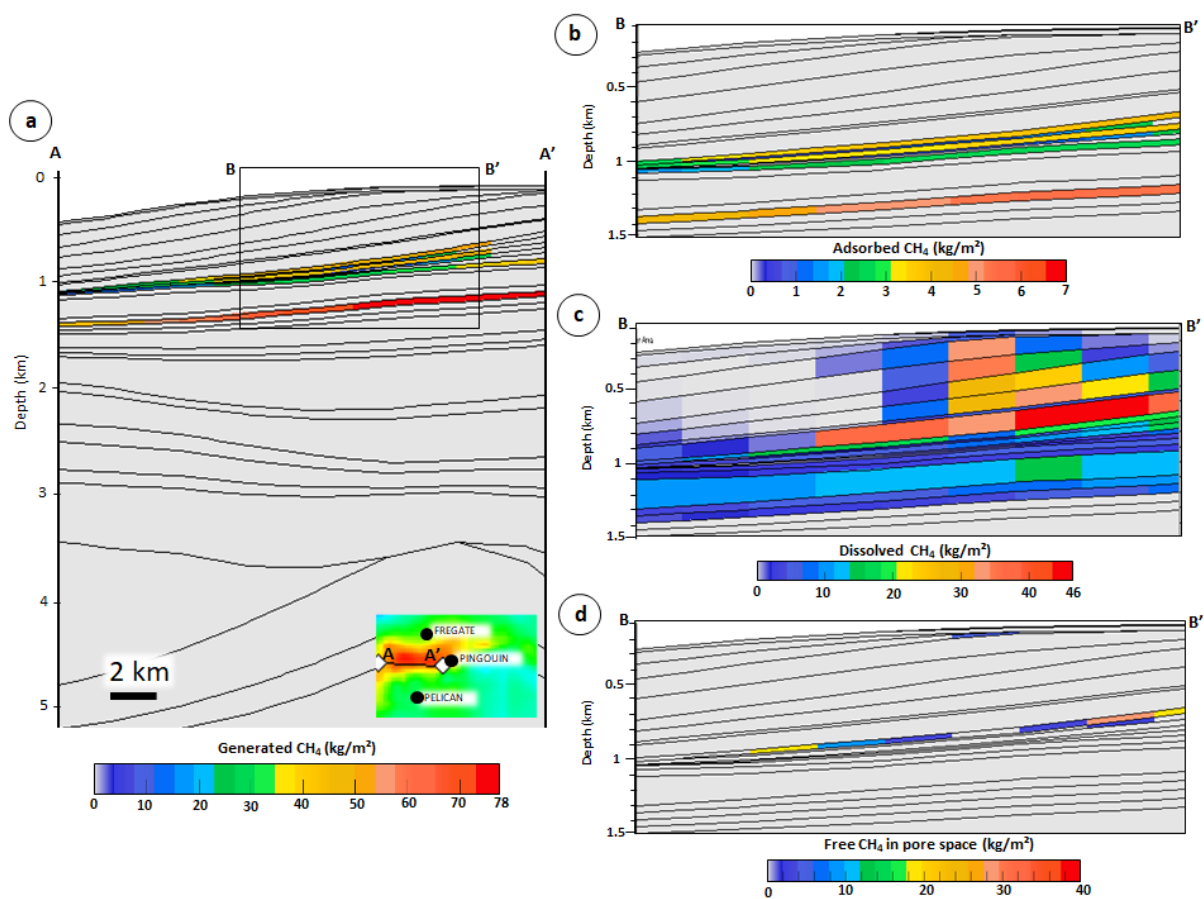 a
A
B
B'
A'
0
1
2
3
4
5
Depth (km)
2 km
FREGATE
A
A'
PINGOUIN
PELICAN
Generated CH₄ (kg/m²)
0 10 20 30 40 50 60 70 78
b
B
B'
0.5
1
1.5
Depth (km)
Adsorbed CH₄ (kg/m²)
0 1 2 3 4 5 6 7
c
B
B'
0.5
1
1.5
Depth (km)
Dissolved CH₄ (kg/m²)
0 10 20 30 40 46
d
B
B'
0.5
1
1.5
Depth (km)
Free CH₄ in pore space (kg/m²)
0 10 20 30 40